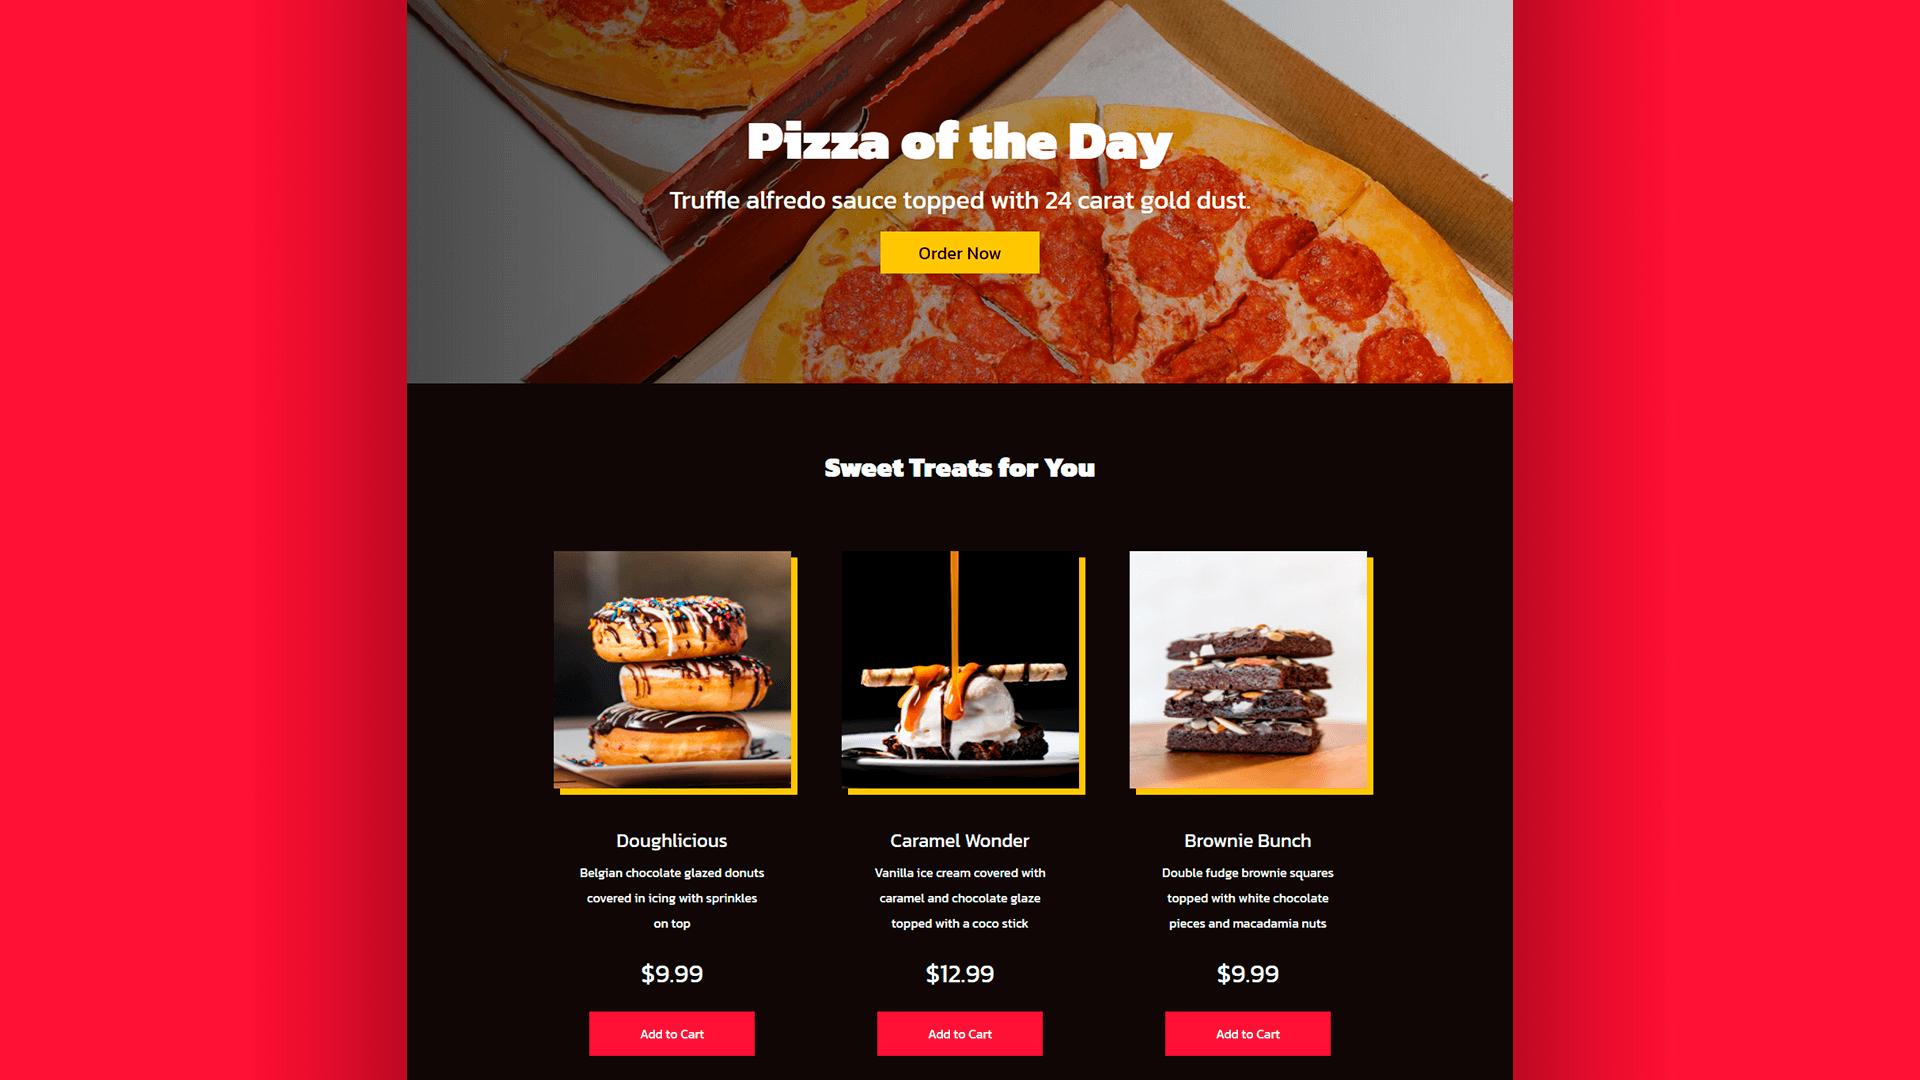 Pizza of the Day
Truffle alfredo sauce topped with 24 carat gold dust.
Order Now
Sweet Treats for You
Doughlicious
Belgian chocolate glazed donuts
covered in icing with sprinkles
on top
$9.99
Add to Cart
Caramel Wonder
Vanilla ice cream covered with
caramel and chocolate glaze
topped with a coco stick
$12.99
Add to Cart
Brownie Bunch
Double fudge brownie squares
topped with white chocolate
pieces and macadamia nuts
$9.99
Add to Cart